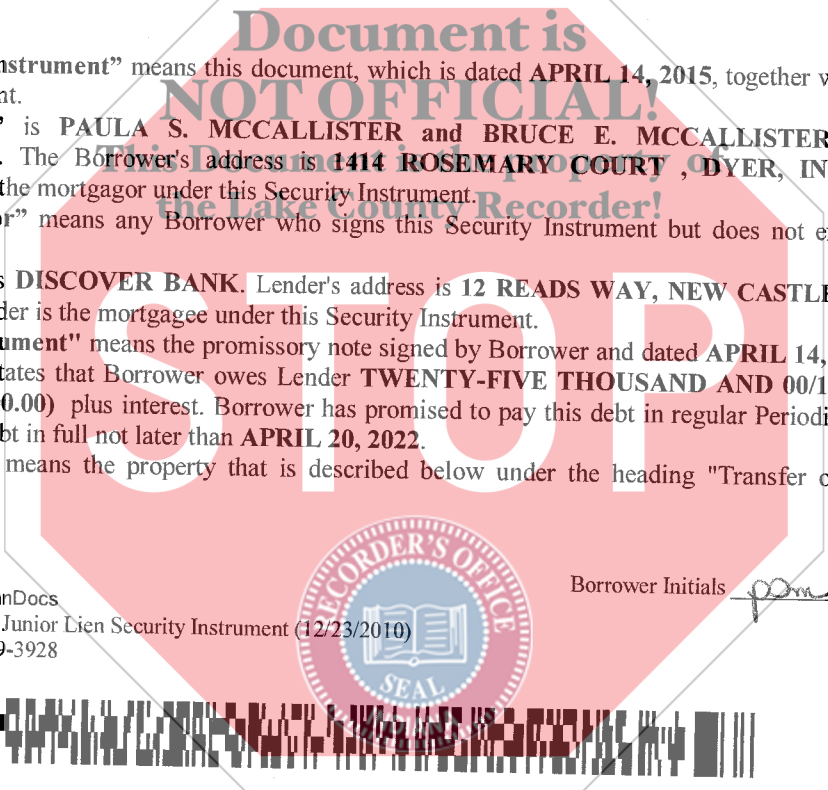 Document is
nstrument” means this document, which is dated APRIL 14, 2015, together
nt.
NOT OFFICIAL!
” is PAULA S. MCCALLISTER and BRUCE E. MCCALLISTER
. The Borrower's address is 1414 ROSEMARY COURT , DYER, IN
This Document is the property of
the mortgagor under this Security Instrument.
the Lake County Recorder!
or” means any Borrower who signs this Security Instrument but does not
s DISCOVER BANK. Lender's address is 12 READS WAY, NEW CASTLE
der is the mortgagee under this Security Instrument.
ument" means the promissory note signed by Borrower and dated APRIL 14,
tates that Borrower owes Lender TWENTY-FIVE THOUSAND AND 00/1
0.00) plus interest. Borrower has promised to pay this debt in regular Periodi
bt in full not later than APRIL 20, 2022.
means the property that is described below under the heading "Transfer
STOP
Borrower Initials
nDocs
Junior Lien Security Instrument (12/23/2010)
9-3928
RECORDER'S OFFICE
SEAL
INDIANA